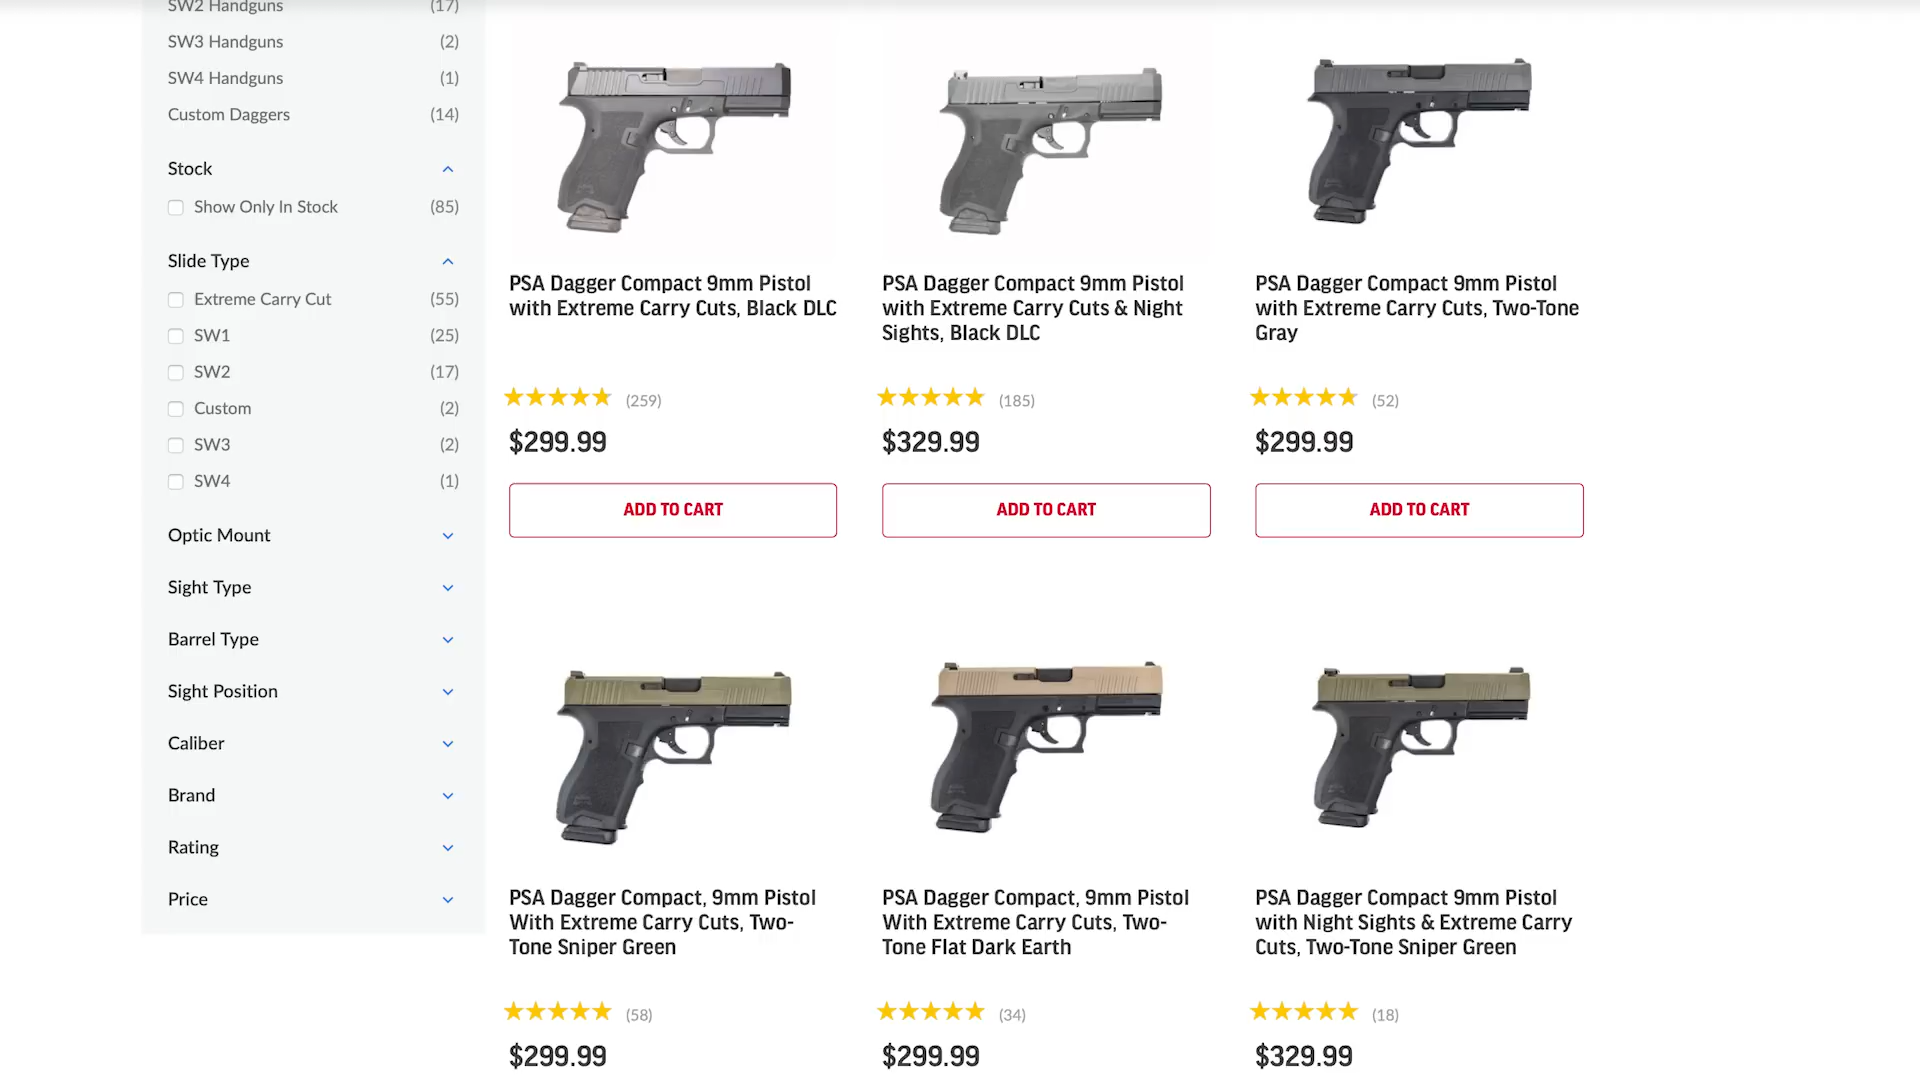 SW2 Handguns (17)
SW3 Handguns (2)
SW4 Handguns (1)
Custom Daggers (14)
Stock
Show Only In Stock (85)
Slide Type
Extreme Carry Cut (55)
SW1 (25)
SW2 (17)
Custom (2)
SW3 (2)
SW4 (1)
Optic Mount
Sight Type
Barrel Type
Sight Position
Caliber
Brand
Rating
Price
PSA Dagger Compact 9mm Pistol
with Extreme Carry Cuts, Black DLC
(259)
$299.99
ADD TO CART
PSA Dagger Compact 9mm Pistol
with Extreme Carry Cuts & Night
Sights, Black DLC
(185)
$329.99
ADD TO CART
PSA Dagger Compact 9mm Pistol
with Extreme Carry Cuts, Two-Tone
Gray
(52)
$299.99
ADD TO CART
PSA Dagger Compact, 9mm Pistol
With Extreme Carry Cuts, Two-
Tone Sniper Green
(58)
$299.99
PSA Dagger Compact, 9mm Pistol
With Extreme Carry Cuts, Two-
Tone Flat Dark Earth
(34)
$299.99
PSA Dagger Compact 9mm Pistol
with Night Sights & Extreme Carry
Cuts, Two-Tone Sniper Green
(18)
$329.99